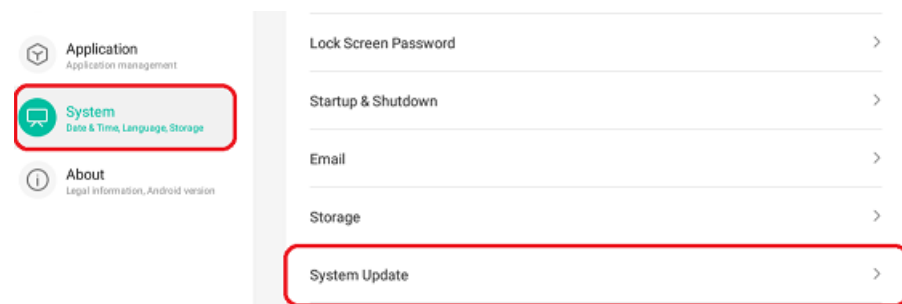 Application
Application management
System
Date & Time, Language, Storage
About
Legal information, Android version
Lock Screen Password
Startup & Shutdown
Email
Storage
System Update